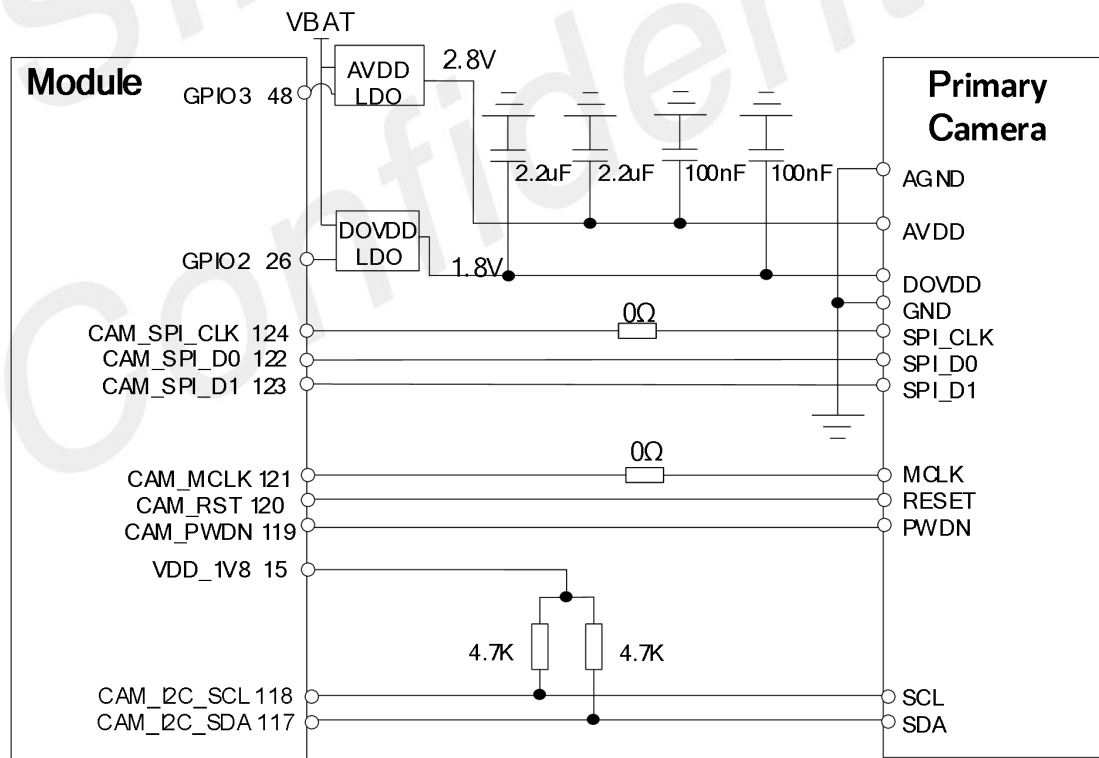 VBAT
Module
AVDD
LDO
2.8V
GPIO3 48
Primary
Camera
2.2uF
2.2uF
100nF
100nF
AGND
AVDD
DOVDD
LDO
GPIO2 26
1.8V
DOVDD
GND
0Ω
CAM_SPI_CLK 124
SPI_CLK
CAM_SPI_D0 122
SPI_D0
CAM_SPI_D1 123
SPI_D1
0Ω
CAM_MCLK 121
MCLK
CAM_RST 120
RESET
CAM_PWDN 119
PWDN
VDD_1V8 15
4.7K
4.7K
CAM_I2C_SCL 118
SCL
CAM_I2C_SDA 117
SDA
Confident